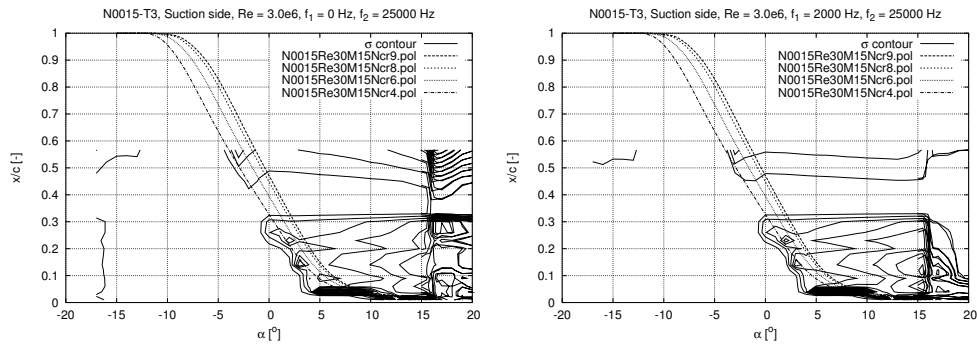 N0015-T3, Suction side, Re = 3.0e6, f1 = 0 Hz, f2 = 25000 Hz
1
0.9
0.8
0.7
0.6
0.5
0.4
0.3
0.2
0.1
0
x/c [-]
σ contour
N0015Re30M15Ncr9.pol
N0015Re30M15Ncr8.pol
N0015Re30M15Ncr6.pol
N0015Re30M15Ncr4.pol
-20 -15 -10 -5 0 5 10 15 20
α [°]
N0015-T3, Suction side, Re = 3.0e6, f1 = 2000 Hz, f2 = 25000 Hz
1
0.9
0.8
0.7
0.6
0.5
0.4
0.3
0.2
0.1
0
x/c [-]
σ contour
N0015Re30M15Ncr9.pol
N0015Re30M15Ncr8.pol
N0015Re30M15Ncr6.pol
N0015Re30M15Ncr4.pol
-20 -15 -10 -5 0 5 10 15 20
α [°]